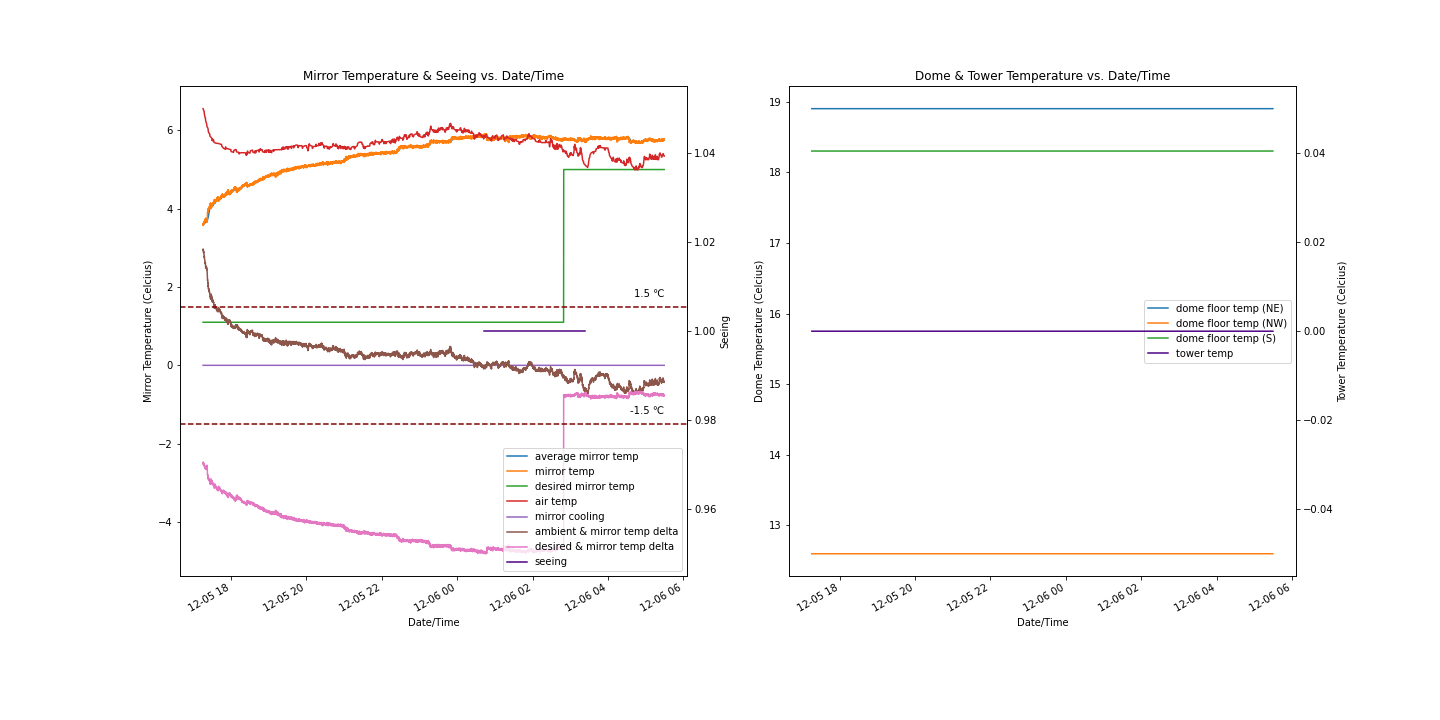 Mirror Temperature & Seeing vs. Date/Time
6
4
2
0
−2
−4
Mirror Temperature (Celcius)
1.5 °C
-1.5 °C
1.04
1.02
1.00
0.98
0.96
Seeing
average mirror temp
mirror temp
desired mirror temp
air temp
mirror cooling
ambient & mirror temp delta
desired & mirror temp delta
seeing
12-05 18
12-05 20
12-05 22
12-06 00
12-06 02
12-06 04
12-06 06
Date/Time
Dome & Tower Temperature vs. Date/Time
19
18
17
16
15
14
13
Dome Temperature (Celcius)
0.04
0.02
0.00
−0.02
−0.04
Tower Temperature (Celcius)
dome floor temp (NE)
dome floor temp (NW)
dome floor temp (S)
tower temp
12-05 18
12-05 20
12-05 22
12-06 00
12-06 02
12-06 04
12-06 06
Date/Time